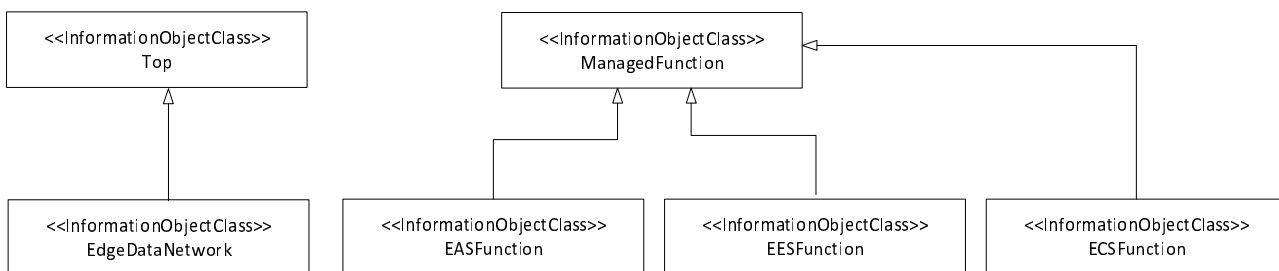 <<InformationObjectClass>>
Top
<<InformationObjectClass>>
ManagedFunction
<<InformationObjectClass>>
EdgeDataNetwork
<<InformationObjectClass>>
EASFunction
<<InformationObjectClass>>
EESFunction
<<InformationObjectClass>>
ECSFunction